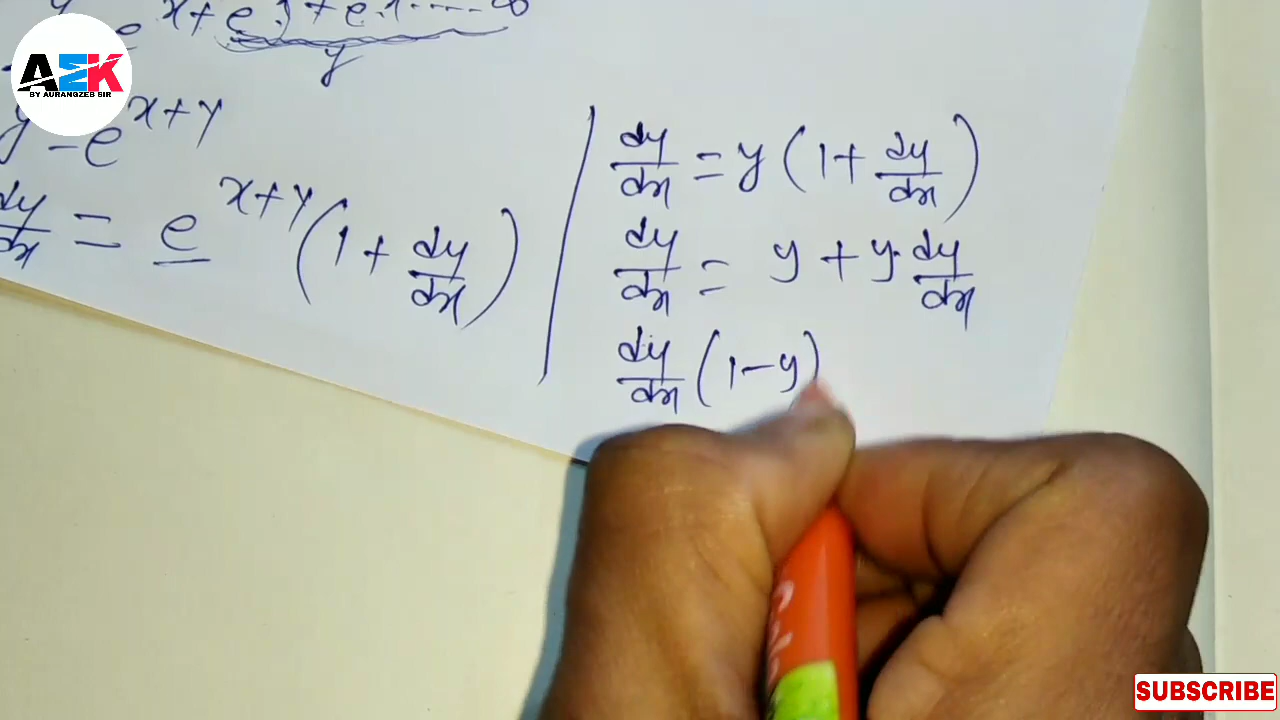 e^{x+e^{y+e^{x.....∞
y
AEK
BY AURANGZEB SIR
y = e^{x+y}
dy/dx = e^{x+y} (1 + dy/dx)
dy/dx = y (1 + dy/dx)
dy/dx = y + y · dy/dx
dy/dx (1 - y)
SUBSCRIBE